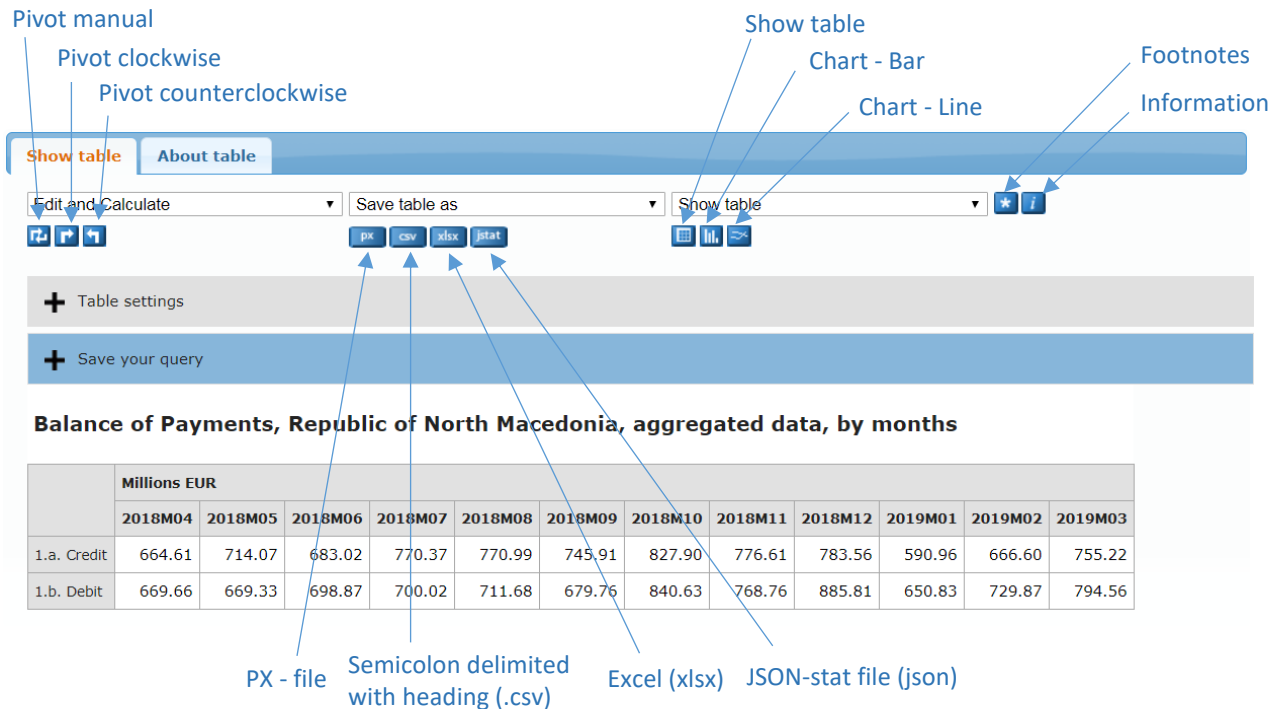 Pivot manual
Show table
Pivot clockwise
Chart - Bar
Footnotes
Pivot counterclockwise
Chart - Line
Information
Show table About table
Edit and Calculate Save table as Show table * i
px csv xlsx jstat
Table settings
Save your query
Balance of Payments, Republic of North Macedonia, aggregated data, by months
Millions EUR
2018M04 2018M05 2018M06 2018M07 2018M08 2018M09 2018M10 2018M11 2018M12 2019M01 2019M02 2019M03
1.a. Credit 664.61 714.07 683.02 770.37 770.99 745.91 827.90 776.61 783.56 590.96 666.60 755.22
1.b. Debit 669.66 669.33 698.87 700.02 711.68 679.76 840.63 768.76 885.81 650.83 729.87 794.56
PX - file
Semicolon delimited
with heading (.csv)
Excel (xlsx)
JSON-stat file (json)